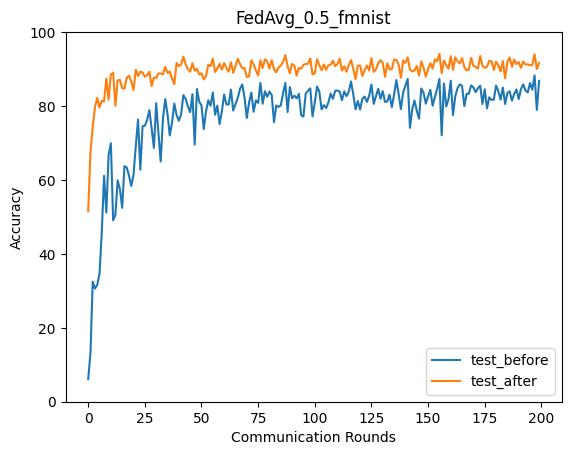 FedAvg_0.5_fmnist
100
80
60
40
20
0
Accuracy
0 25 50 75 100 125 150 175 200
Communication Rounds
test_before
test_after